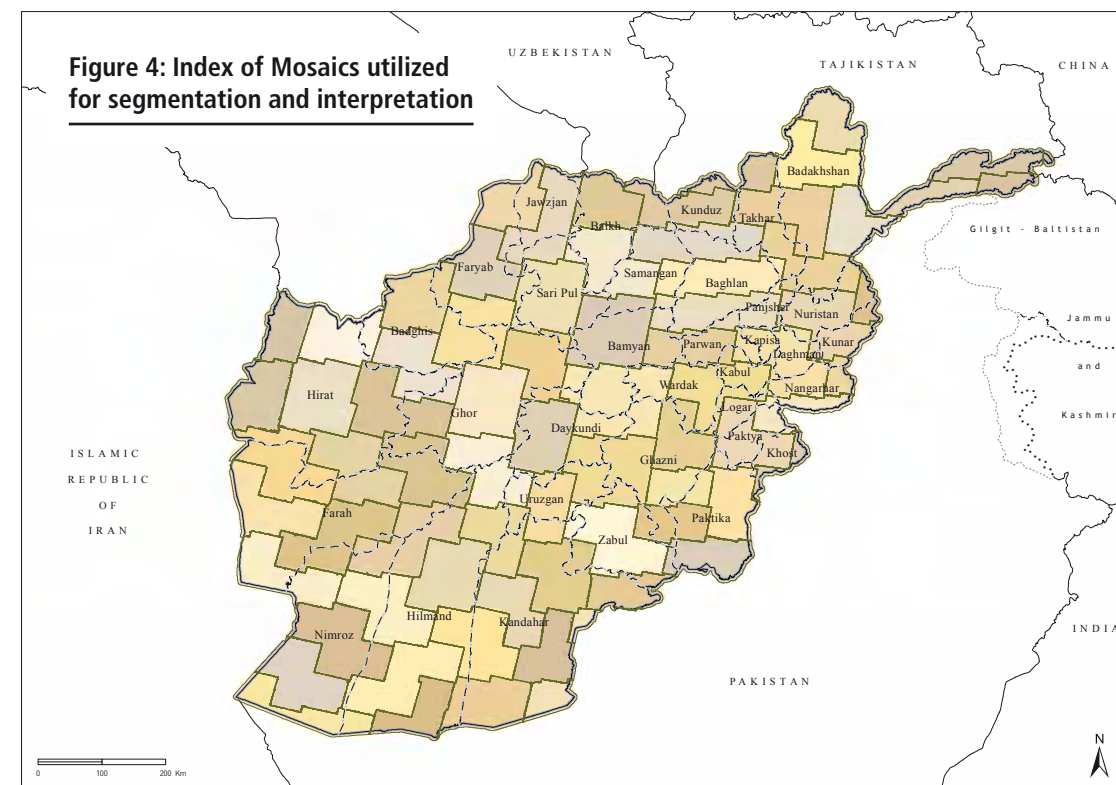 Figure 4: Index of Mosaics utilized
for segmentation and interpretation
UZBEKISTAN
TAJIKISTAN
CHINA
Badakhshan
Jawzjan
Balkh
Kunduz
Takhar
Gilgit - Baltistan
Faryab
Samangan
Baghlan
Sari Pul
Panjsher
Nuristan
Jammu
Badghis
Bamyan
Parwan
Kapisa
Kunar
Laghman
and
Kabul
Hirat
Wardak
Nangarhar
Ghor
Logar
Kashmir
Daykundi
Paktya
ISLAMIC
REPUBLIC
OF
IRAN
Ghazni
Khost
Uruzgan
Farah
Paktika
Zabul
Hilmand
Kandahar
Nimroz
INDIA
PAKISTAN
N
0 100 200 Km